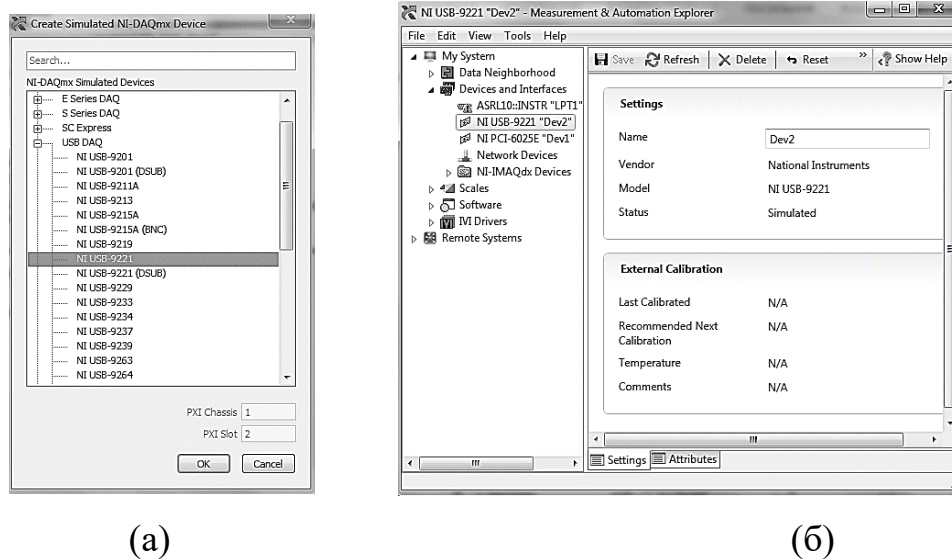 Create Simulated NI-DAQmx Device
Search...
NI-DAQmx Simulated Devices
E Series DAQ
S Series DAQ
SC Express
USB DAQ
NI USB-9201
NI USB-9201 (DSUB)
NI USB-9211A
NI USB-9213
NI USB-9215A
NI USB-9215A (BNC)
NI USB-9219
NI USB-9221
NI USB-9221 (DSUB)
NI USB-9229
NI USB-9233
NI USB-9234
NI USB-9237
NI USB-9239
NI USB-9263
NI USB-9264
PXI Chassis 1
PXI Slot 2
OK Cancel
(а)
NI USB-9221 "Dev2" - Measurement & Automation Explorer
File Edit View Tools Help
My System
Data Neighborhood
Devices and Interfaces
ASRL10::INSTR "LPT1"
NI USB-9221 "Dev2"
NI PCI-6025E "Dev1"
Network Devices
NI-IMAQdx Devices
Scales
Software
IVI Drivers
Remote Systems
Save Refresh Delete Reset » Show Help
Settings
Name Dev2
Vendor National Instruments
Model NI USB-9221
Status Simulated
External Calibration
Last Calibrated N/A
Recommended Next N/A
Calibration
Temperature N/A
Comments N/A
Settings Attributes
(б)